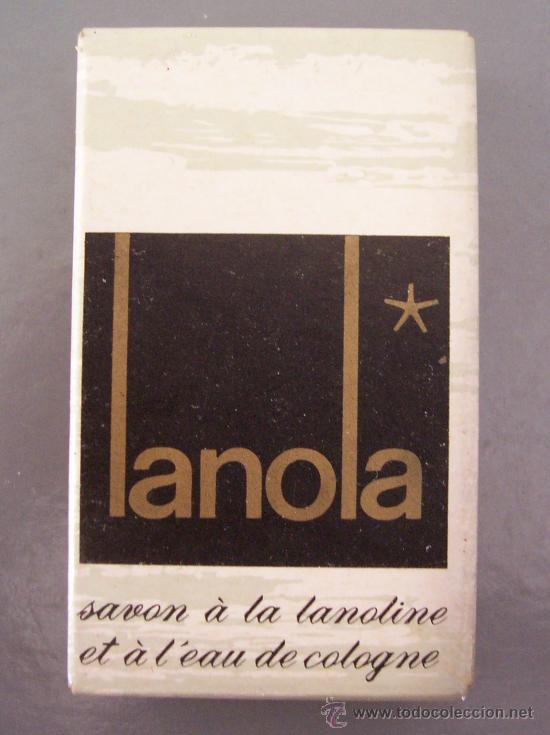 lanola
savon à la lanoline
et à l'eau de cologne
www.todocoleccion.net